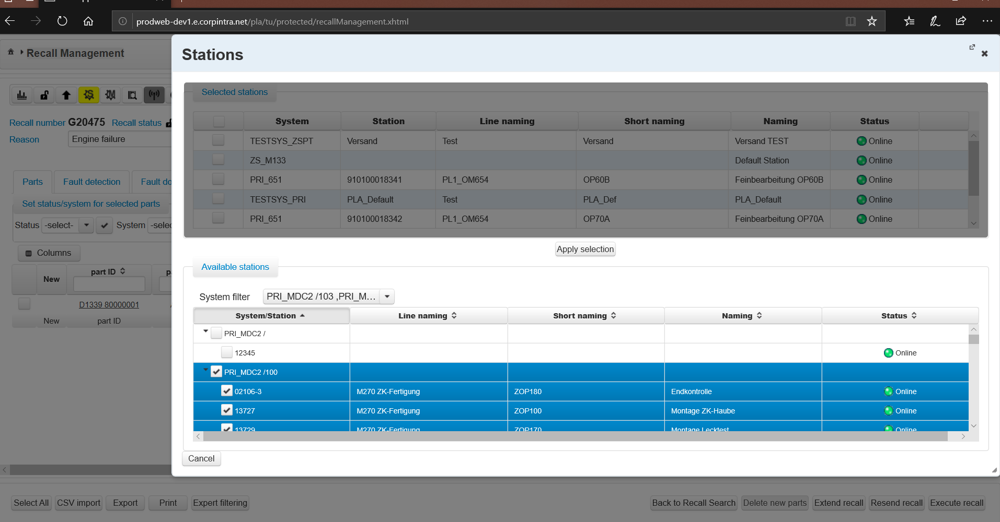 prodweb-dev1.e.corpintra.net/pla/tu/protected/recallManagement.xhtml
Recall Management
Stations
Selected stations
System Station Line naming Short naming Naming Status
TESTSYS_ZSPT Versand Test Versand Versand TEST Online
ZS_M133 Default Station Online
PRI_651 910100018341 PL1_OM654 OP60B Feinbearbeitung OP60B Online
TESTSYS_PRI PLA_Default Test PLA_Def PLA_Default Online
PRI_651 910100018342 PL1_OM654 OP70A Feinbearbeitung OP70A Online
Apply selection
Available stations
System filter PRI_MDC2 /103 ,PRI_M...
System/Station Line naming Short naming Naming Status
PRI_MDC2 /
12345 Online
PRI_MDC2 /100
02106-3 M270 ZK-Fertigung ZOP180 Endkontrolle Online
13727 M270 ZK-Fertigung ZOP100 Montage ZK-Haube Online
13729 M270 ZK-Fertigung ZOP170 Montage Lecktest Online
Cancel
Recall number G20475 Recall status
Reason Engine failure
Parts Fault detection Fault do
Set status/system for selected parts
Status -select- System -selec
Columns
New part ID
D1339 80000001
New part ID
Select All CSV import Export Print Expert filtering Back to Recall Search Delete new parts Extend recall Resend recall Execute recall